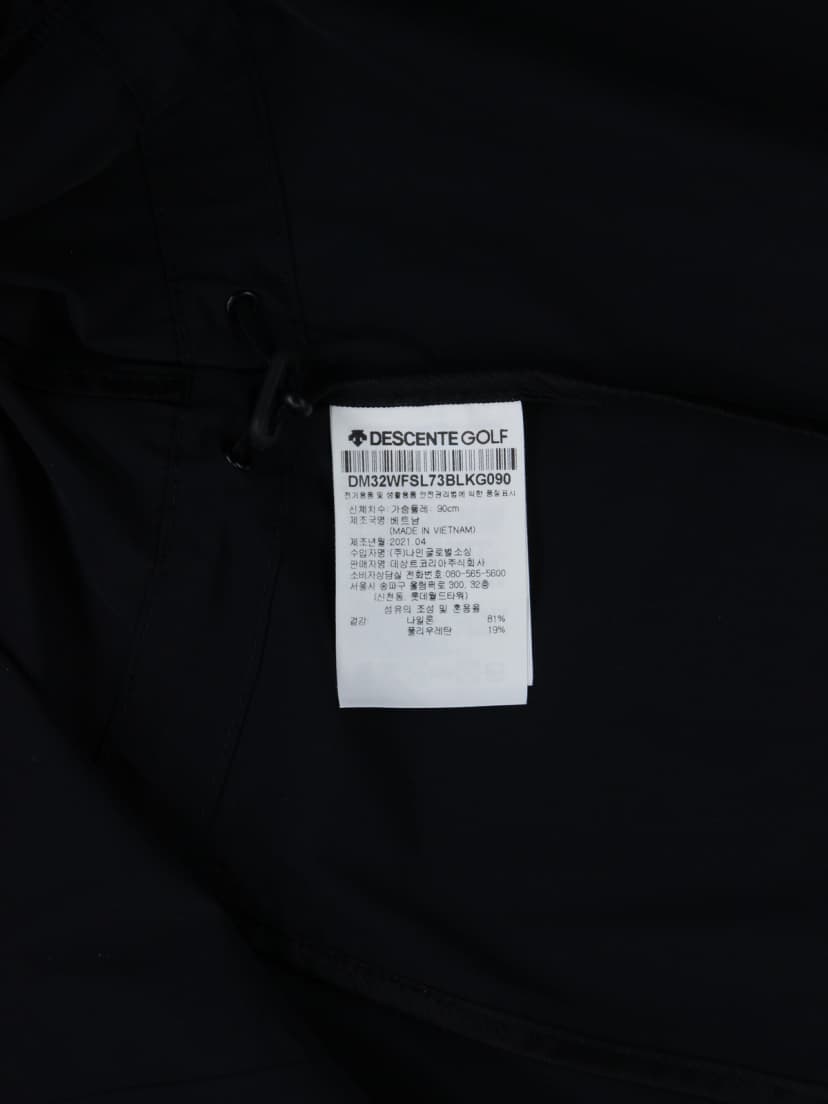 DESCENTE GOLF
DM32WFSL73BLKG090
전기용품 및 생활용품 안전관리법에 의한 품질표시
신체치수: 가슴둘레: 90cm
제조국명: 베트남
(MADE IN VIETNAM)
제조년월: 2021.04
수입자명: (주)나민글로벌소싱
판매자명: 데상트코리아주식회사
소비자상담실 전화번호: 080-565-5600
서울시 송파구 올림픽로 300, 32층
(신천동, 롯데월드타워)
섬유의 조성 및 혼용율
겉감: 나일론 81%
폴리우레탄 19%